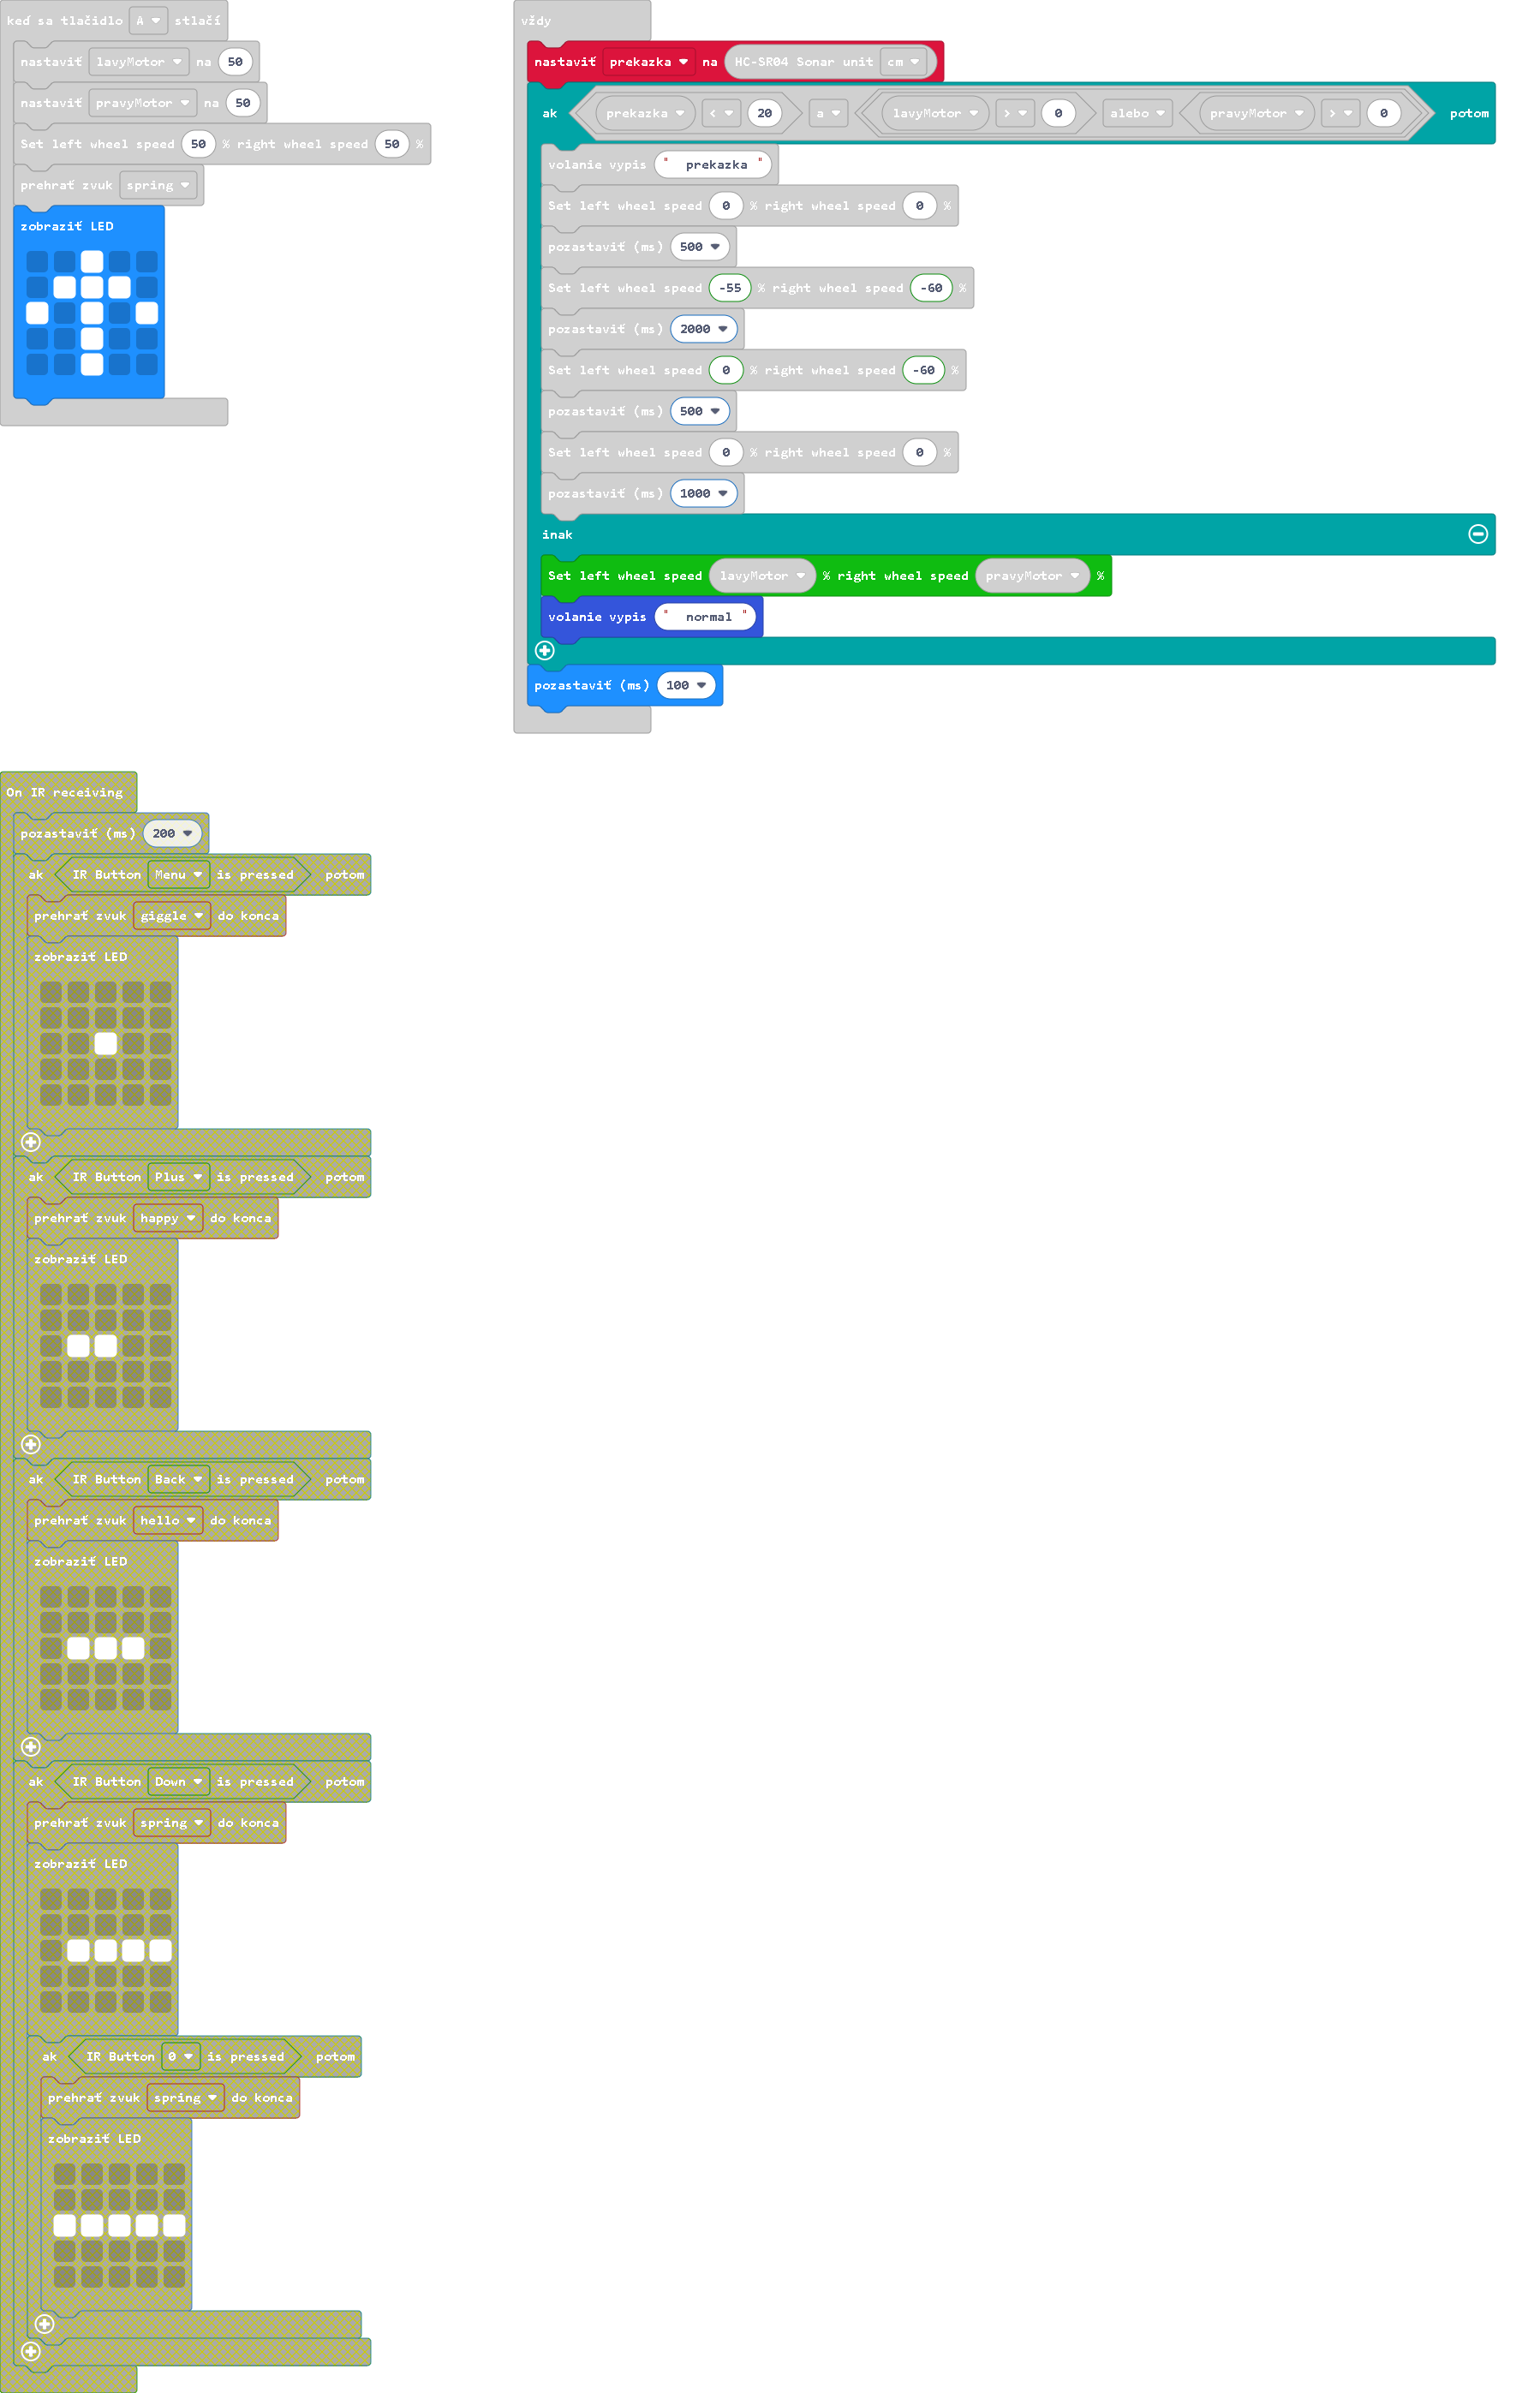 keď sa tlačidlo A stlačí
nastaviť lavyMotor na 50
nastaviť pravyMotor na 50
Set left wheel speed 50 % right wheel speed 50 %
prehrať zvuk spring
zobraziť LED
vždy
nastaviť prekazka na HC-SR04 Sonar unit cm
ak prekazka < 20 a lavyMotor > 0 alebo pravyMotor > 0 potom
volanie vypis " prekazka "
Set left wheel speed 0 % right wheel speed 0 %
pozastaviť (ms) 500
Set left wheel speed -55 % right wheel speed -60 %
pozastaviť (ms) 2000
Set left wheel speed 0 % right wheel speed -60 %
pozastaviť (ms) 500
Set left wheel speed 0 % right wheel speed 0 %
pozastaviť (ms) 1000
inak
Set left wheel speed lavyMotor % right wheel speed pravyMotor %
volanie vypis " normal "
pozastaviť (ms) 100
On IR receiving
pozastaviť (ms) 200
ak IR Button Menu is pressed potom
prehrať zvuk giggle do konca
zobraziť LED
ak IR Button Plus is pressed potom
prehrať zvuk happy do konca
zobraziť LED
ak IR Button Back is pressed potom
prehrať zvuk hello do konca
zobraziť LED
ak IR Button Down is pressed potom
prehrať zvuk spring do konca
zobraziť LED
ak IR Button 0 is pressed potom
prehrať zvuk spring do konca
zobraziť LED